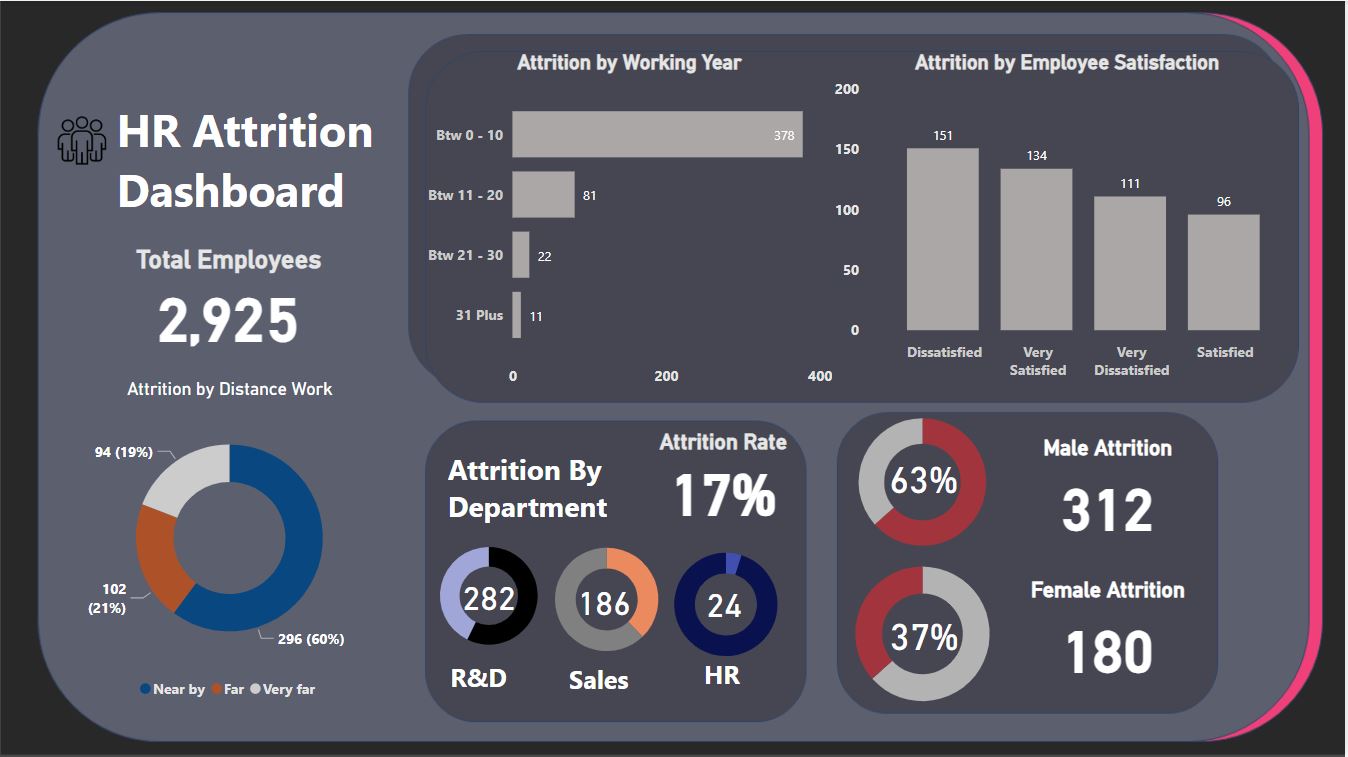 HR Attrition
Dashboard
Total Employees
2,925
Attrition by Distance Work
94 (19%)
102
(21%)
296 (60%)
Near by Far Very far
Attrition by Working Year
Btw 0 - 10
378
Btw 11 - 20
81
Btw 21 - 30
22
31 Plus
11
0 200 400
Attrition by Employee Satisfaction
200
150
100
50
0
151
134
111
96
Dissatisfied
Very
Satisfied
Very
Dissatisfied
Satisfied
Attrition By
Department
Attrition Rate
17%
282
R&D
186
Sales
24
HR
63%
Male Attrition
312
37%
Female Attrition
180